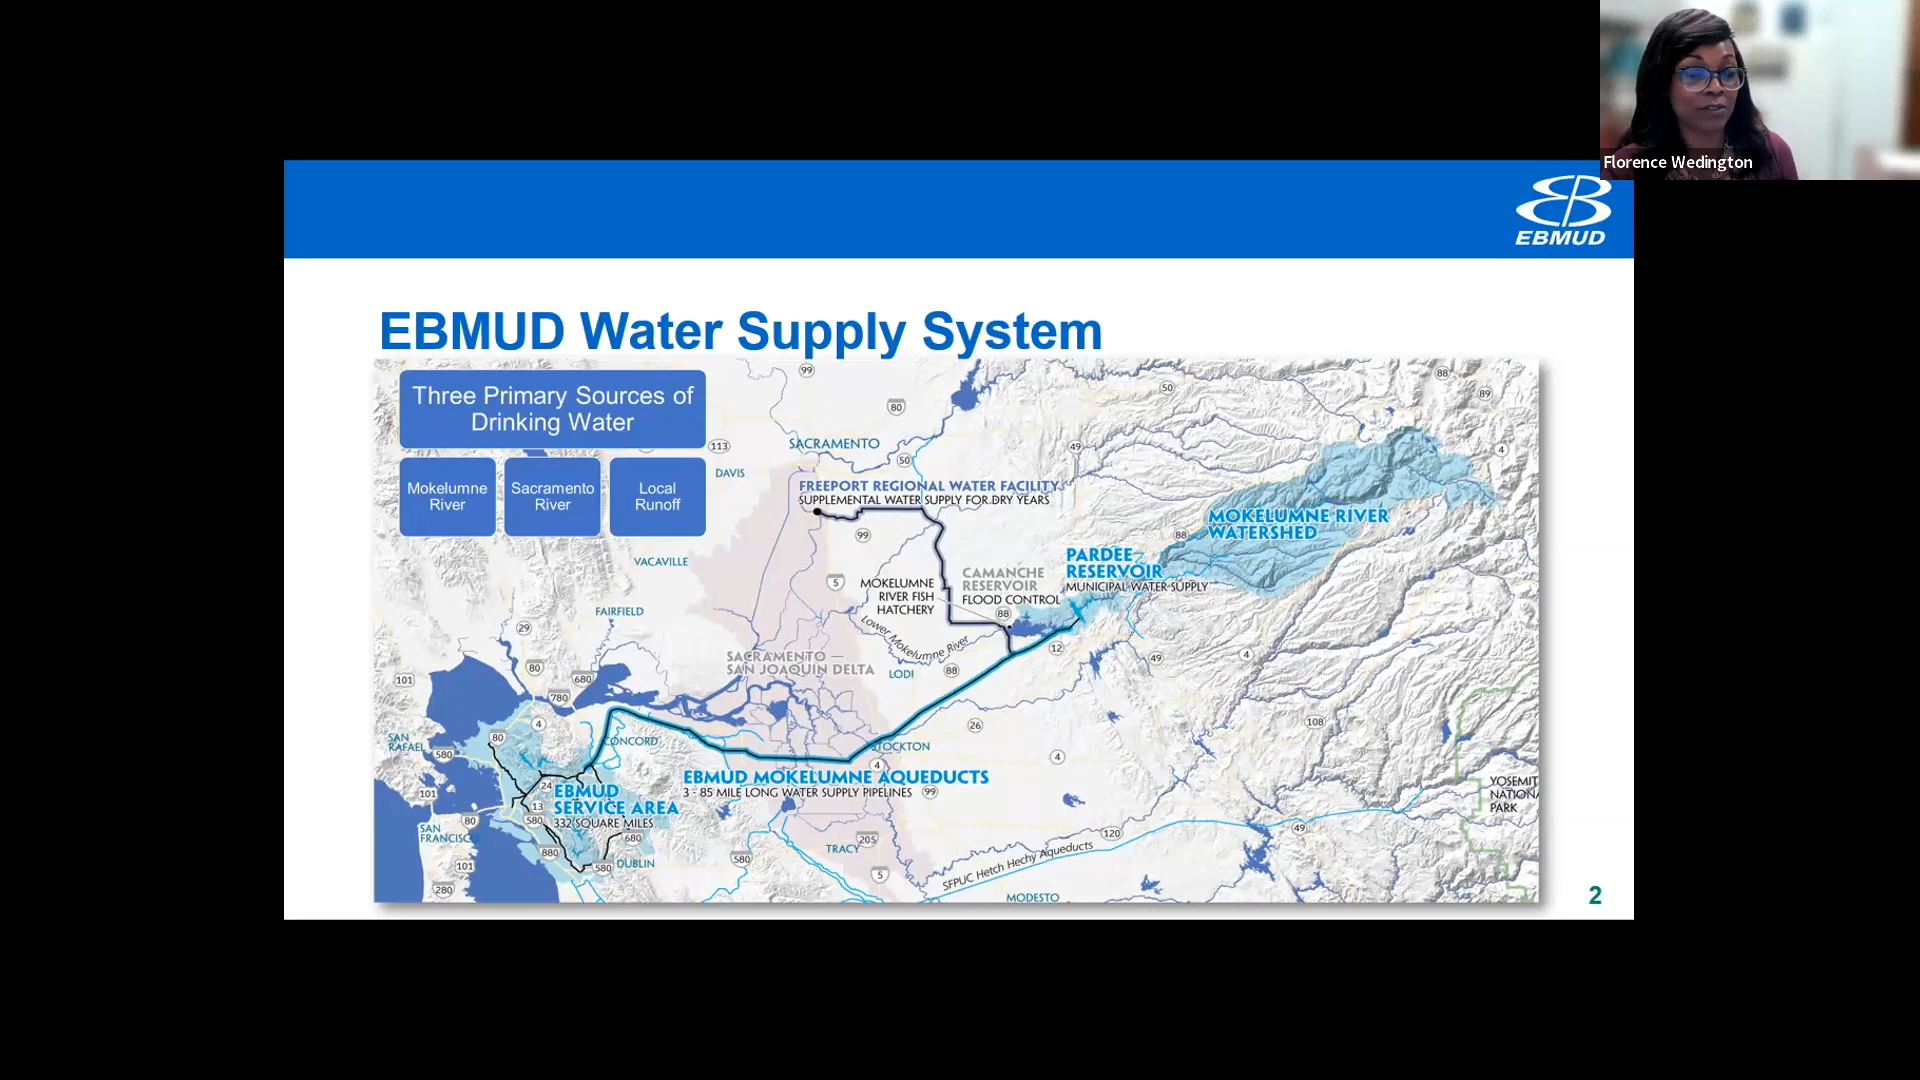 Florence Wedington
EBMUD
EBMUD Water Supply System
Three Primary Sources of
Drinking Water
Mokelumne
River
Sacramento
River
Local
Runoff
99
88
50
89
80
113
SACRAMENTO
49
4
50
DAVIS
FREEPORT REGIONAL WATER FACILITY
SUPPLEMENTAL WATER SUPPLY FOR DRY YEARS
MOKELUMNE RIVER
WATERSHED
99
88
VACAVILLE
PARDEE
RESERVOIR
MUNICIPAL WATER SUPPLY
5
MOKELUMNE
RIVER FISH
HATCHERY
CAMANCHE
RESERVOIR
FLOOD CONTROL
88
FAIRFIELD
29
Lower Mokelumne River
12
SACRAMENTO –
SAN JOAQUIN DELTA
49
4
80
101
680
780
LODI
88
4
26
108
SAN
RAFAEL
80
580
CONCORD
STOCKTON
4
4
EBMUD MOKELUMNE AQUEDUCTS
3 - 85 MILE LONG WATER SUPPLY PIPELINES
99
YOSEMIT
NATIONA
PARK
101
24
EBMUD
SERVICE AREA
332 SQUARE MILES
13
580
80
SAN
FRANCISC
680
120
49
205
TRACY
880
580
DUBLIN
580
101
280
5
SFPUC Hetch Hechy Aqueducts
MODESTO
2